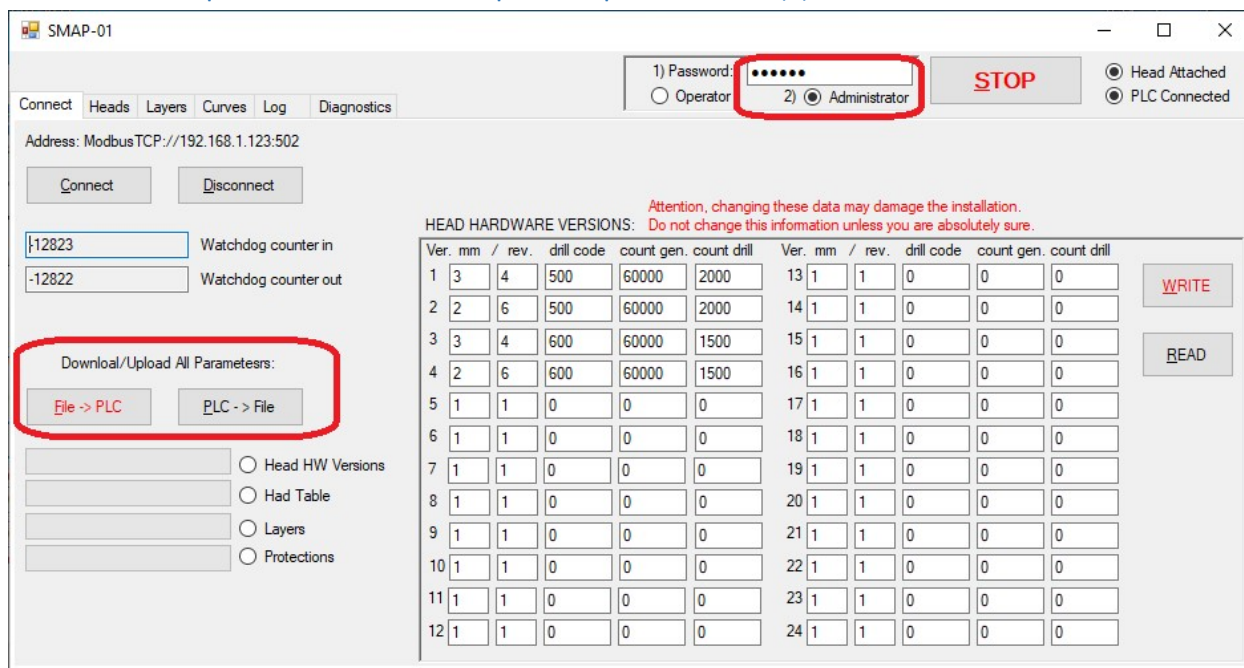 SMAP-01
1) Password: ●●●●●●
Operator 2) Administrator
STOP
Head Attached
PLC Connected
Connect Heads Layers Curves Log Diagnostics
Address: ModbusTCP://192.168.1.123:502
Connect Disconnect
-12823 Watchdog counter in
-12822 Watchdog counter out
Downloal/Upload All Parametesrs:
File -> PLC PLC - > File
Head HW Versions
Had Table
Layers
Protections
Attention, changing these data may damage the installation.
HEAD HARDWARE VERSIONS: Do not change this information unless you are absolutely sure.
Ver. mm / rev. drill code count gen. count drill Ver. mm / rev. drill code count gen. count drill
1 3 4 500 60000 2000 13 1 1 0 0 0
2 2 6 500 60000 2000 14 1 1 0 0 0
3 3 4 600 60000 1500 15 1 1 0 0 0
4 2 6 600 60000 1500 16 1 1 0 0 0
5 1 1 0 0 0 17 1 1 0 0 0
6 1 1 0 0 0 18 1 1 0 0 0
7 1 1 0 0 0 19 1 1 0 0 0
8 1 1 0 0 0 20 1 1 0 0 0
9 1 1 0 0 0 21 1 1 0 0 0
10 1 1 0 0 0 22 1 1 0 0 0
11 1 1 0 0 0 23 1 1 0 0 0
12 1 1 0 0 0 24 1 1 0 0 0
WRITE
READ